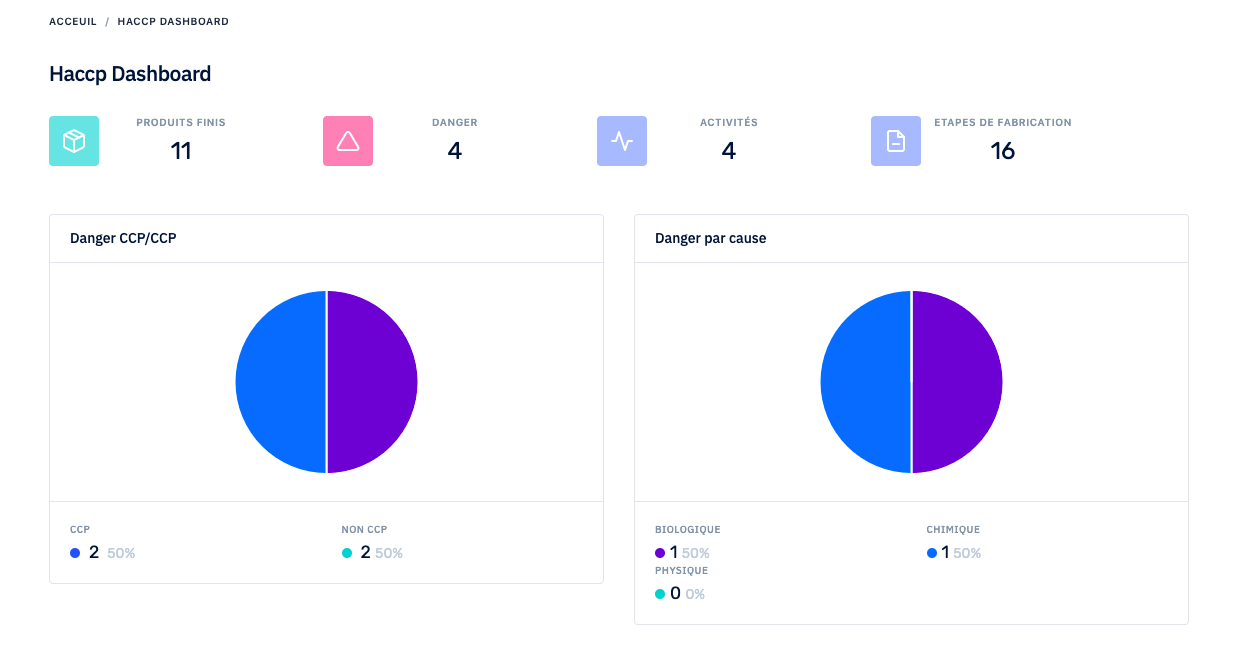 ACCEUIL / HACCP DASHBOARD
Haccp Dashboard
PRODUITS FINIS
11
DANGER
4
ACTIVITÉS
4
ETAPES DE FABRICATION
16
Danger CCP/CCP
CCP
2 50%
NON CCP
2 50%
Danger par cause
BIOLOGIQUE
1 50%
CHIMIQUE
1 50%
PHYSIQUE
0 0%